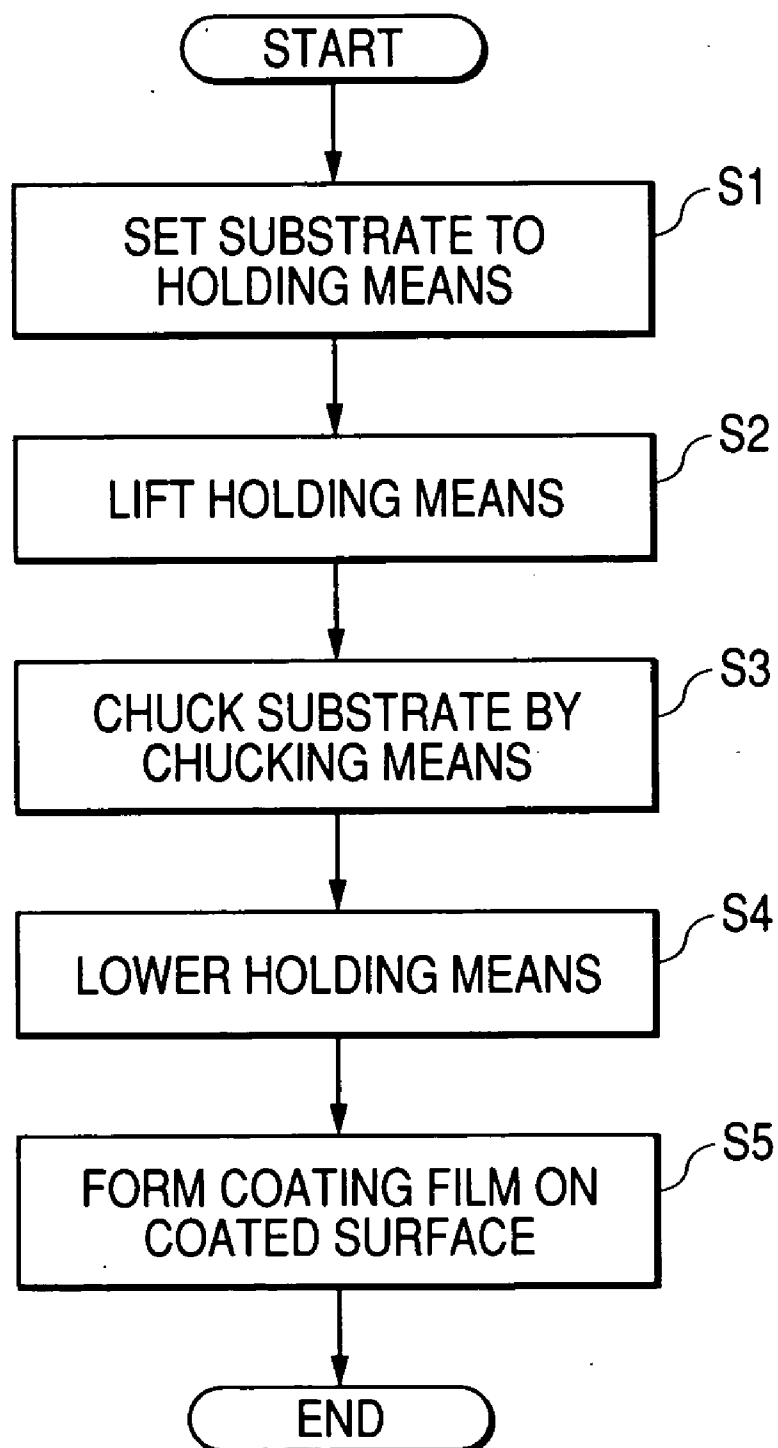 START
S1
SET SUBSTRATE TO
HOLDING MEANS
S2
LIFT HOLDING MEANS
S3
CHUCK SUBSTRATE BY
CHUCKING MEANS
S4
LOWER HOLDING MEANS
S5
FORM COATING FILM ON
COATED SURFACE
END